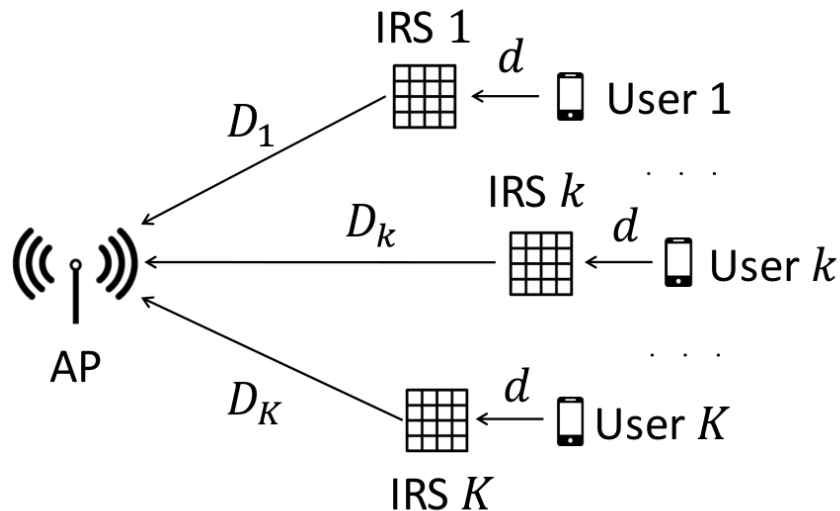 IRS 1
d
User 1
D₁
. . .
IRS k
D_k
d
User k
AP
. . .
D_K
d
User K
IRS K